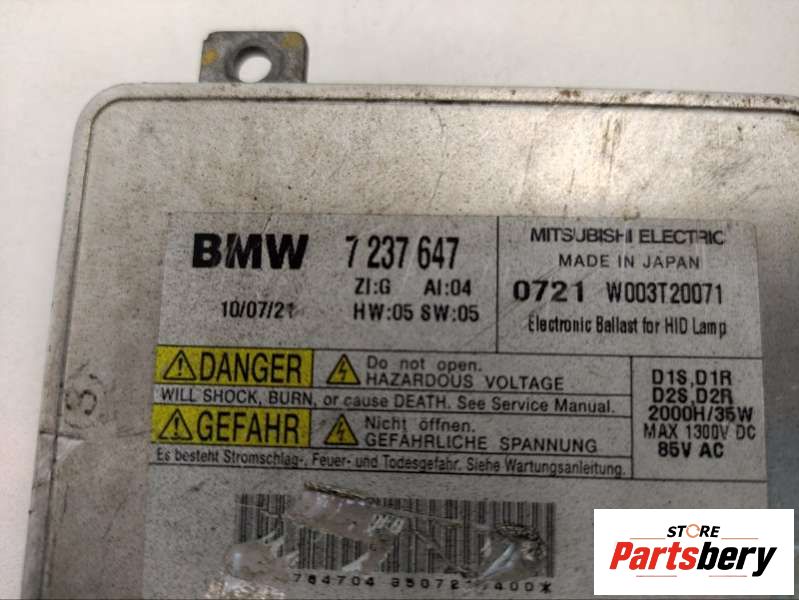 BMW 7 237 647
ZI:G AI:04
10/07/21 HW:05 SW:05
MITSUBISHI ELECTRIC
MADE IN JAPAN
0721 W003T20071
Electronic Ballast for HID Lamp
DANGER
Do not open.
HAZARDOUS VOLTAGE
WILL SHOCK, BURN, or cause DEATH. See Service Manual.
GEFAHR
Nicht öffnen.
GEFÄHRLICHE SPANNUNG
Es besteht Stromschlag-, Feuer- und Todesgefahr. Siehe Wartungsanleitung.
D1S,D1R
D2S,D2R
2000H/35W
MAX 1300V DC
85V AC
STORE
Partsbery